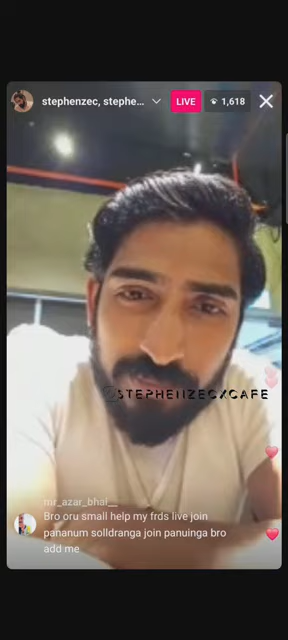 stephenzec, stephe...
LIVE
1,618
@STEPHENZECXCAFE
mr_azar_bhai__
Bro oru small help my frds live join
pananum solldranga join panuinga bro
add me